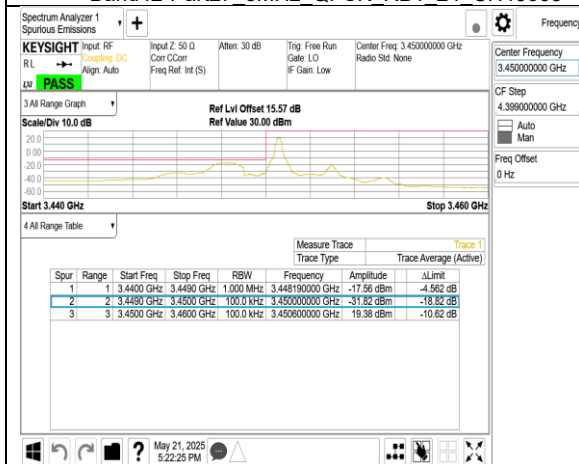 Spectrum Analyzer 1
Spurious Emissions
Frequency
KEYSIGHT
Input: RF
Coupling: DC
Align: Auto
Input Z: 50 Ω
Corr CCorr
Freq Ref: Int (S)
Atten: 30 dB
Trig: Free Run
Gate: LO
IF Gain: Low
Center Freq: 3.450000000 GHz
Radio Std: None
RL
PASS
Center Frequency
3.450000000 GHz
CF Step
4.399000000 GHz
Auto
Man
Freq Offset
0 Hz
3 All Range Graph
Scale/Div 10.0 dB
Ref Lvl Offset 15.57 dB
Ref Value 30.00 dBm
20.0
0.00
-20.0
-40.0
-60.0
Start 3.440 GHz
Stop 3.460 GHz
4 All Range Table
Measure Trace Trace 1
Trace Type Trace Average (Active)
Spur Range Start Freq Stop Freq RBW Frequency Amplitude ΔLimit
1 1 3.4400 GHz 3.4490 GHz 1.000 MHz 3.448190000 GHz -17.56 dBm -4.562 dB
2 2 3.4490 GHz 3.4500 GHz 100.0 kHz 3.450000000 GHz -31.82 dBm -18.82 dB
3 3 3.4500 GHz 3.4600 GHz 100.0 kHz 3.450600000 GHz 19.38 dBm -10.62 dB
May 21, 2025
5:22:25 PM